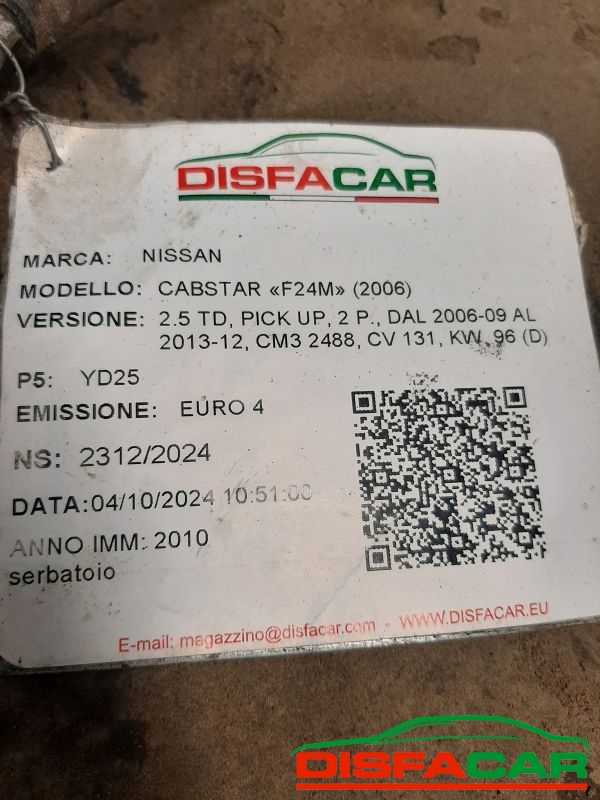 DISFACAR
MARCA: NISSAN
MODELLO: CABSTAR «F24M» (2006)
VERSIONE: 2.5 TD, PICK UP, 2 P., DAL 2006-09 AL
2013-12, CM3 2488, CV 131, KW. 96 (D)
P5: YD25
EMISSIONE: EURO 4
NS: 2312/2024
DATA:04/10/2024 10:51:00
ANNO IMM: 2010
serbatoio
E-mail: magazzino@disfacar.com - WWW.DISFACAR.EU
DISFACAR